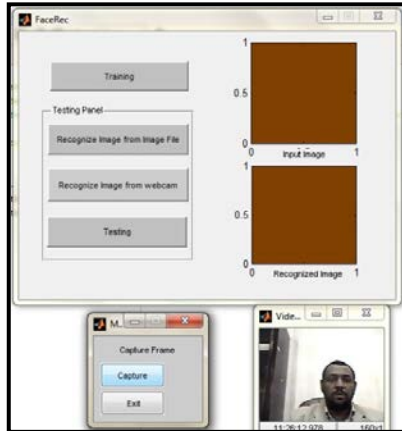 FaceRec
Training
Testing Panel
Recognize Image from Image File
Recognize Image from webcam
Testing
1
0.5
0
0
1
Input Image
1
0.5
0
0
1
Recognized Image
M...
Capture Frame
Capture
Exit
Vide...
11:26:12.978
160x1